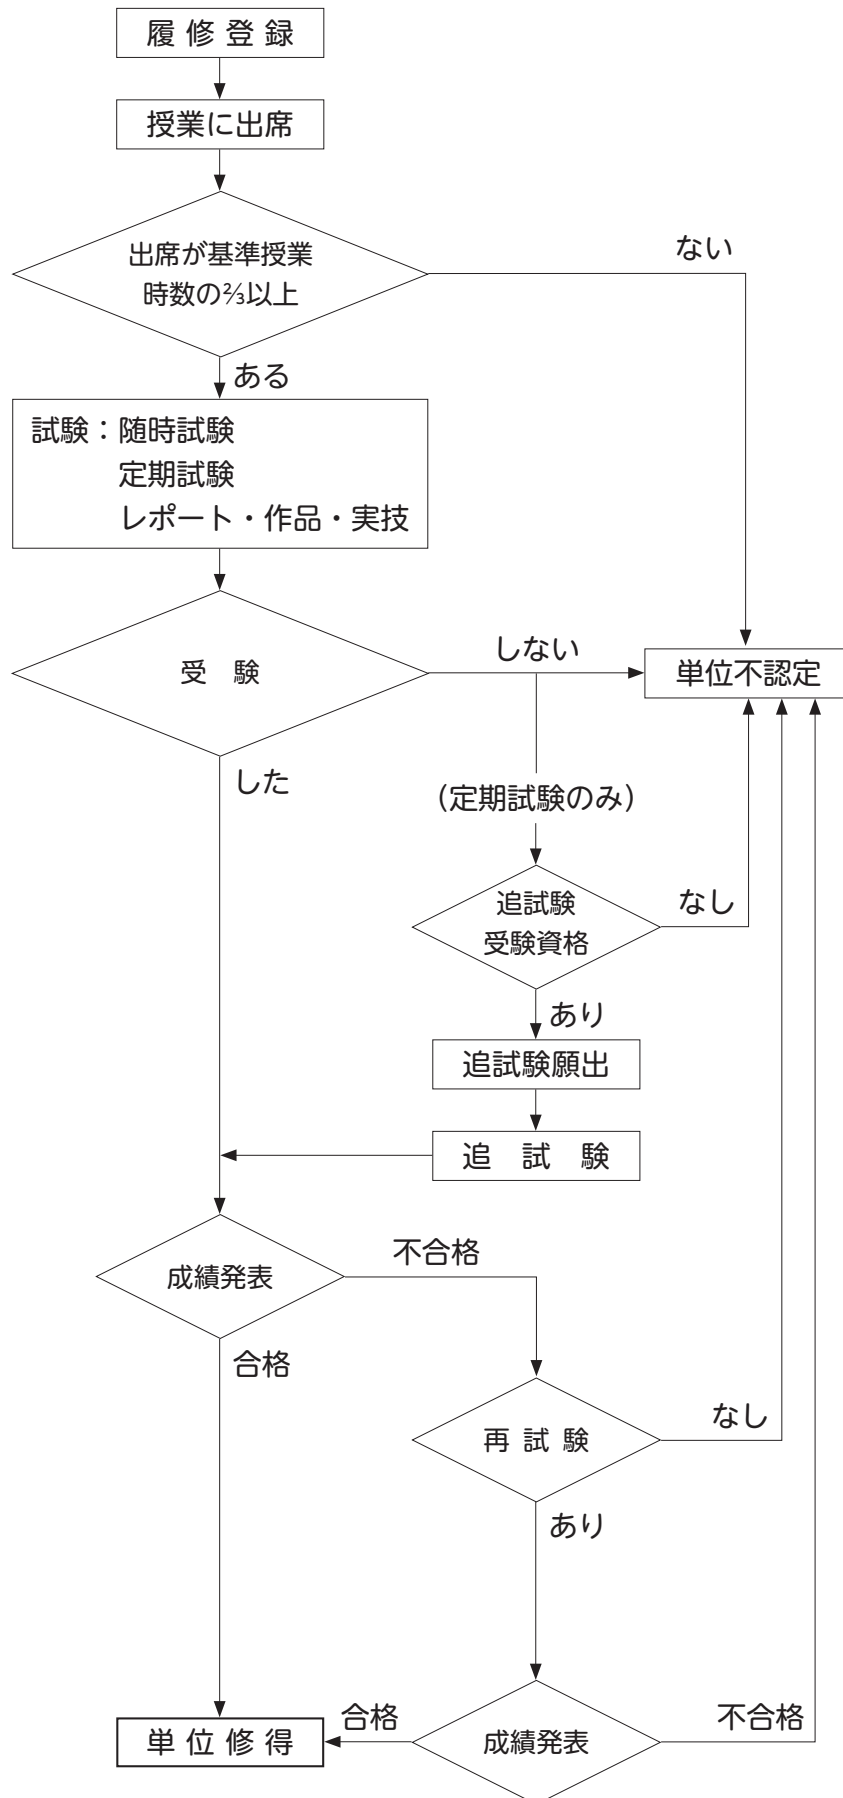 履修登録
授業に出席
出席が基準授業
時数の⅔以上
ない
ある
試験：随時試験
定期試験
レポート・作品・実技
受　験
しない
単位不認定
した
（定期試験のみ）
追試験
受験資格
なし
あり
追試験願出
追　試　験
成績発表
不合格
合格
再 試 験
なし
あり
単 位 修 得
合格
成績発表
不合格